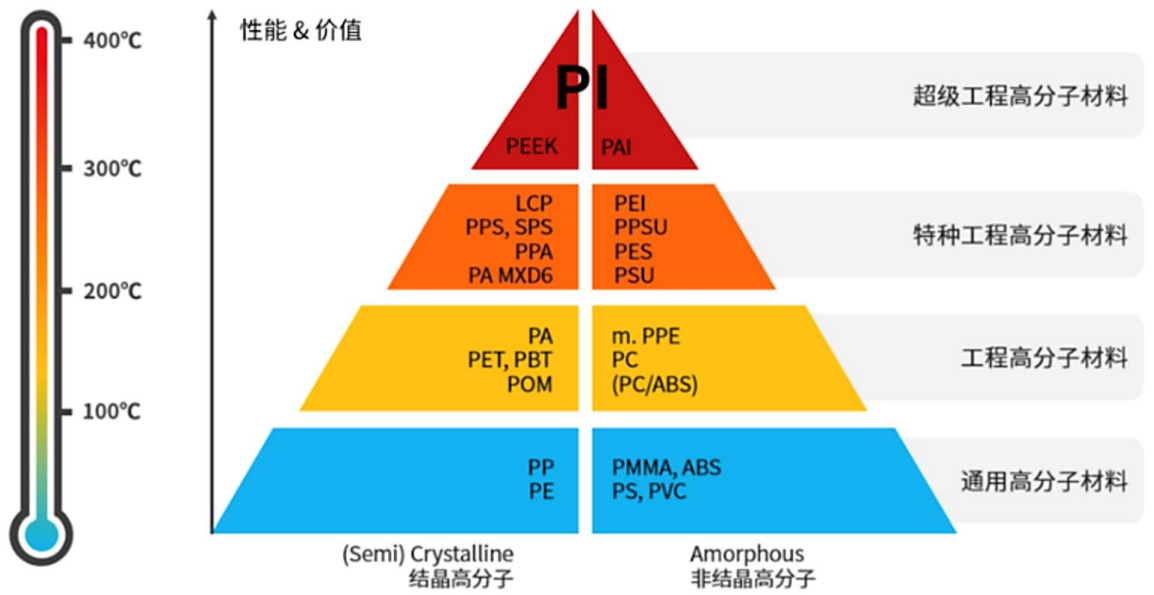 400℃
300℃
200℃
100℃
性能 & 价值
PI
PEEK
PAI
超级工程高分子材料
LCP
PPS, SPS
PPA
PA MXD6
PEI
PPSU
PES
PSU
特种工程高分子材料
PA
PET, PBT
POM
m. PPE
PC
(PC/ABS)
工程高分子材料
PP
PE
PMMA, ABS
PS, PVC
通用高分子材料
(Semi) Crystalline
结晶高分子
Amorphous
非结晶高分子